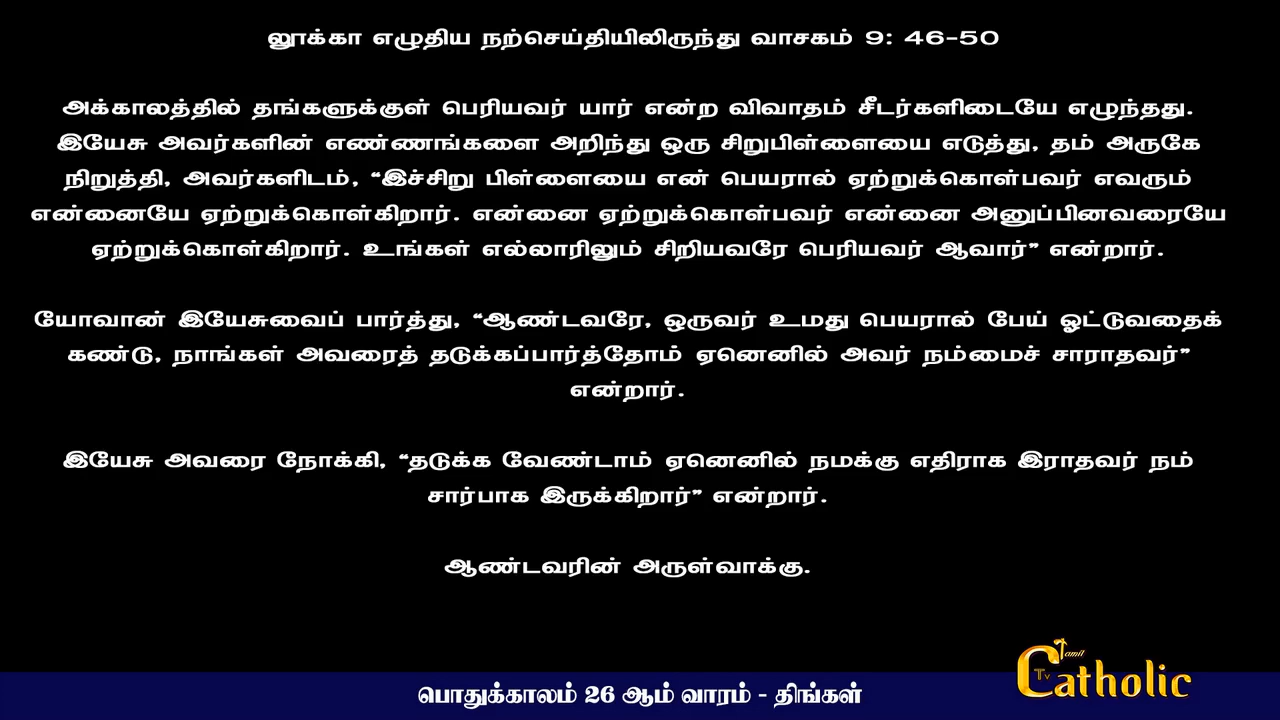 லூக்கா எழுதிய நற்செய்தியிலிருந்து வாசகம் 9: 46-50
அக்காலத்தில் தங்களுக்குள் பெரியவர் யார் என்ற விவாதம் சீடர்களிடையே எழுந்தது.
இயேசு அவர்களின் எண்ணங்களை அறிந்து ஒரு சிறுபிள்ளையை எடுத்து, தம் அருகே
நிறுத்தி, அவர்களிடம், “இச்சிறு பிள்ளையை என் பெயரால் ஏற்றுக்கொள்பவர் எவரும்
என்னையே ஏற்றுக்கொள்கிறார். என்னை ஏற்றுக்கொள்பவர் என்னை அனுப்பினவரையே
ஏற்றுக்கொள்கிறார். உங்கள் எல்லாரிலும் சிறியவரே பெரியவர் ஆவார்” என்றார்.
யோவான் இயேசுவைப் பார்த்து, “ஆண்டவரே, ஒருவர் உமது பெயரால் பேய் ஓட்டுவதைக்
கண்டு, நாங்கள் அவரைத் தடுக்கப்பார்த்தோம் ஏனெனில் அவர் நம்மைச் சாராதவர்”
என்றார்.
இயேசு அவரை நோக்கி, “தடுக்க வேண்டாம் ஏனெனில் நமக்கு எதிராக இராதவர் நம்
சார்பாக இருக்கிறார்” என்றார்.
ஆண்டவரின் அருள்வாக்கு.
Tamil
Catholic
Tv
பொதுக்காலம் 26 ஆம் வாரம் - திங்கள்